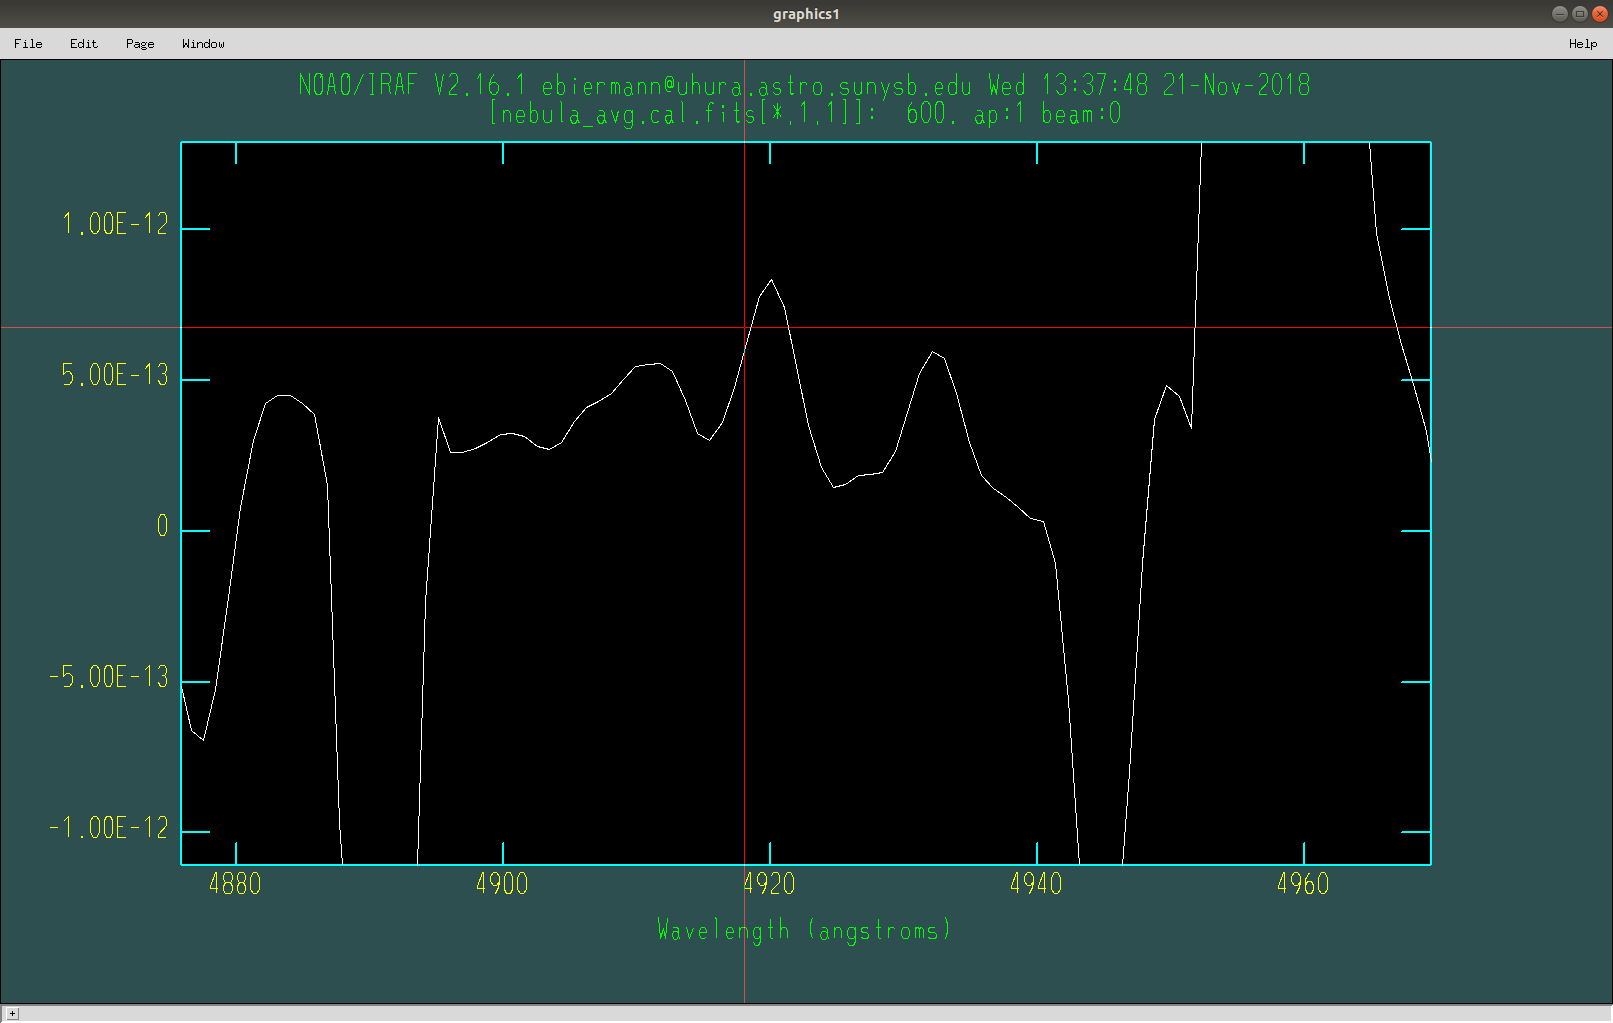 graphics1
File Edit Page Window Help
NOAO/IRAF V2.16.1 ebiermann@uhura.astro.sunysb.edu Wed 13:37:48 21-Nov-2018
[nebula_avg.cal.fits[*,1,1]]: 600. ap:1 beam:0
1.00E-12
5.00E-13
0
-5.00E-13
-1.00E-12
4880 4900 4920 4940 4960
Wavelength (angstroms)